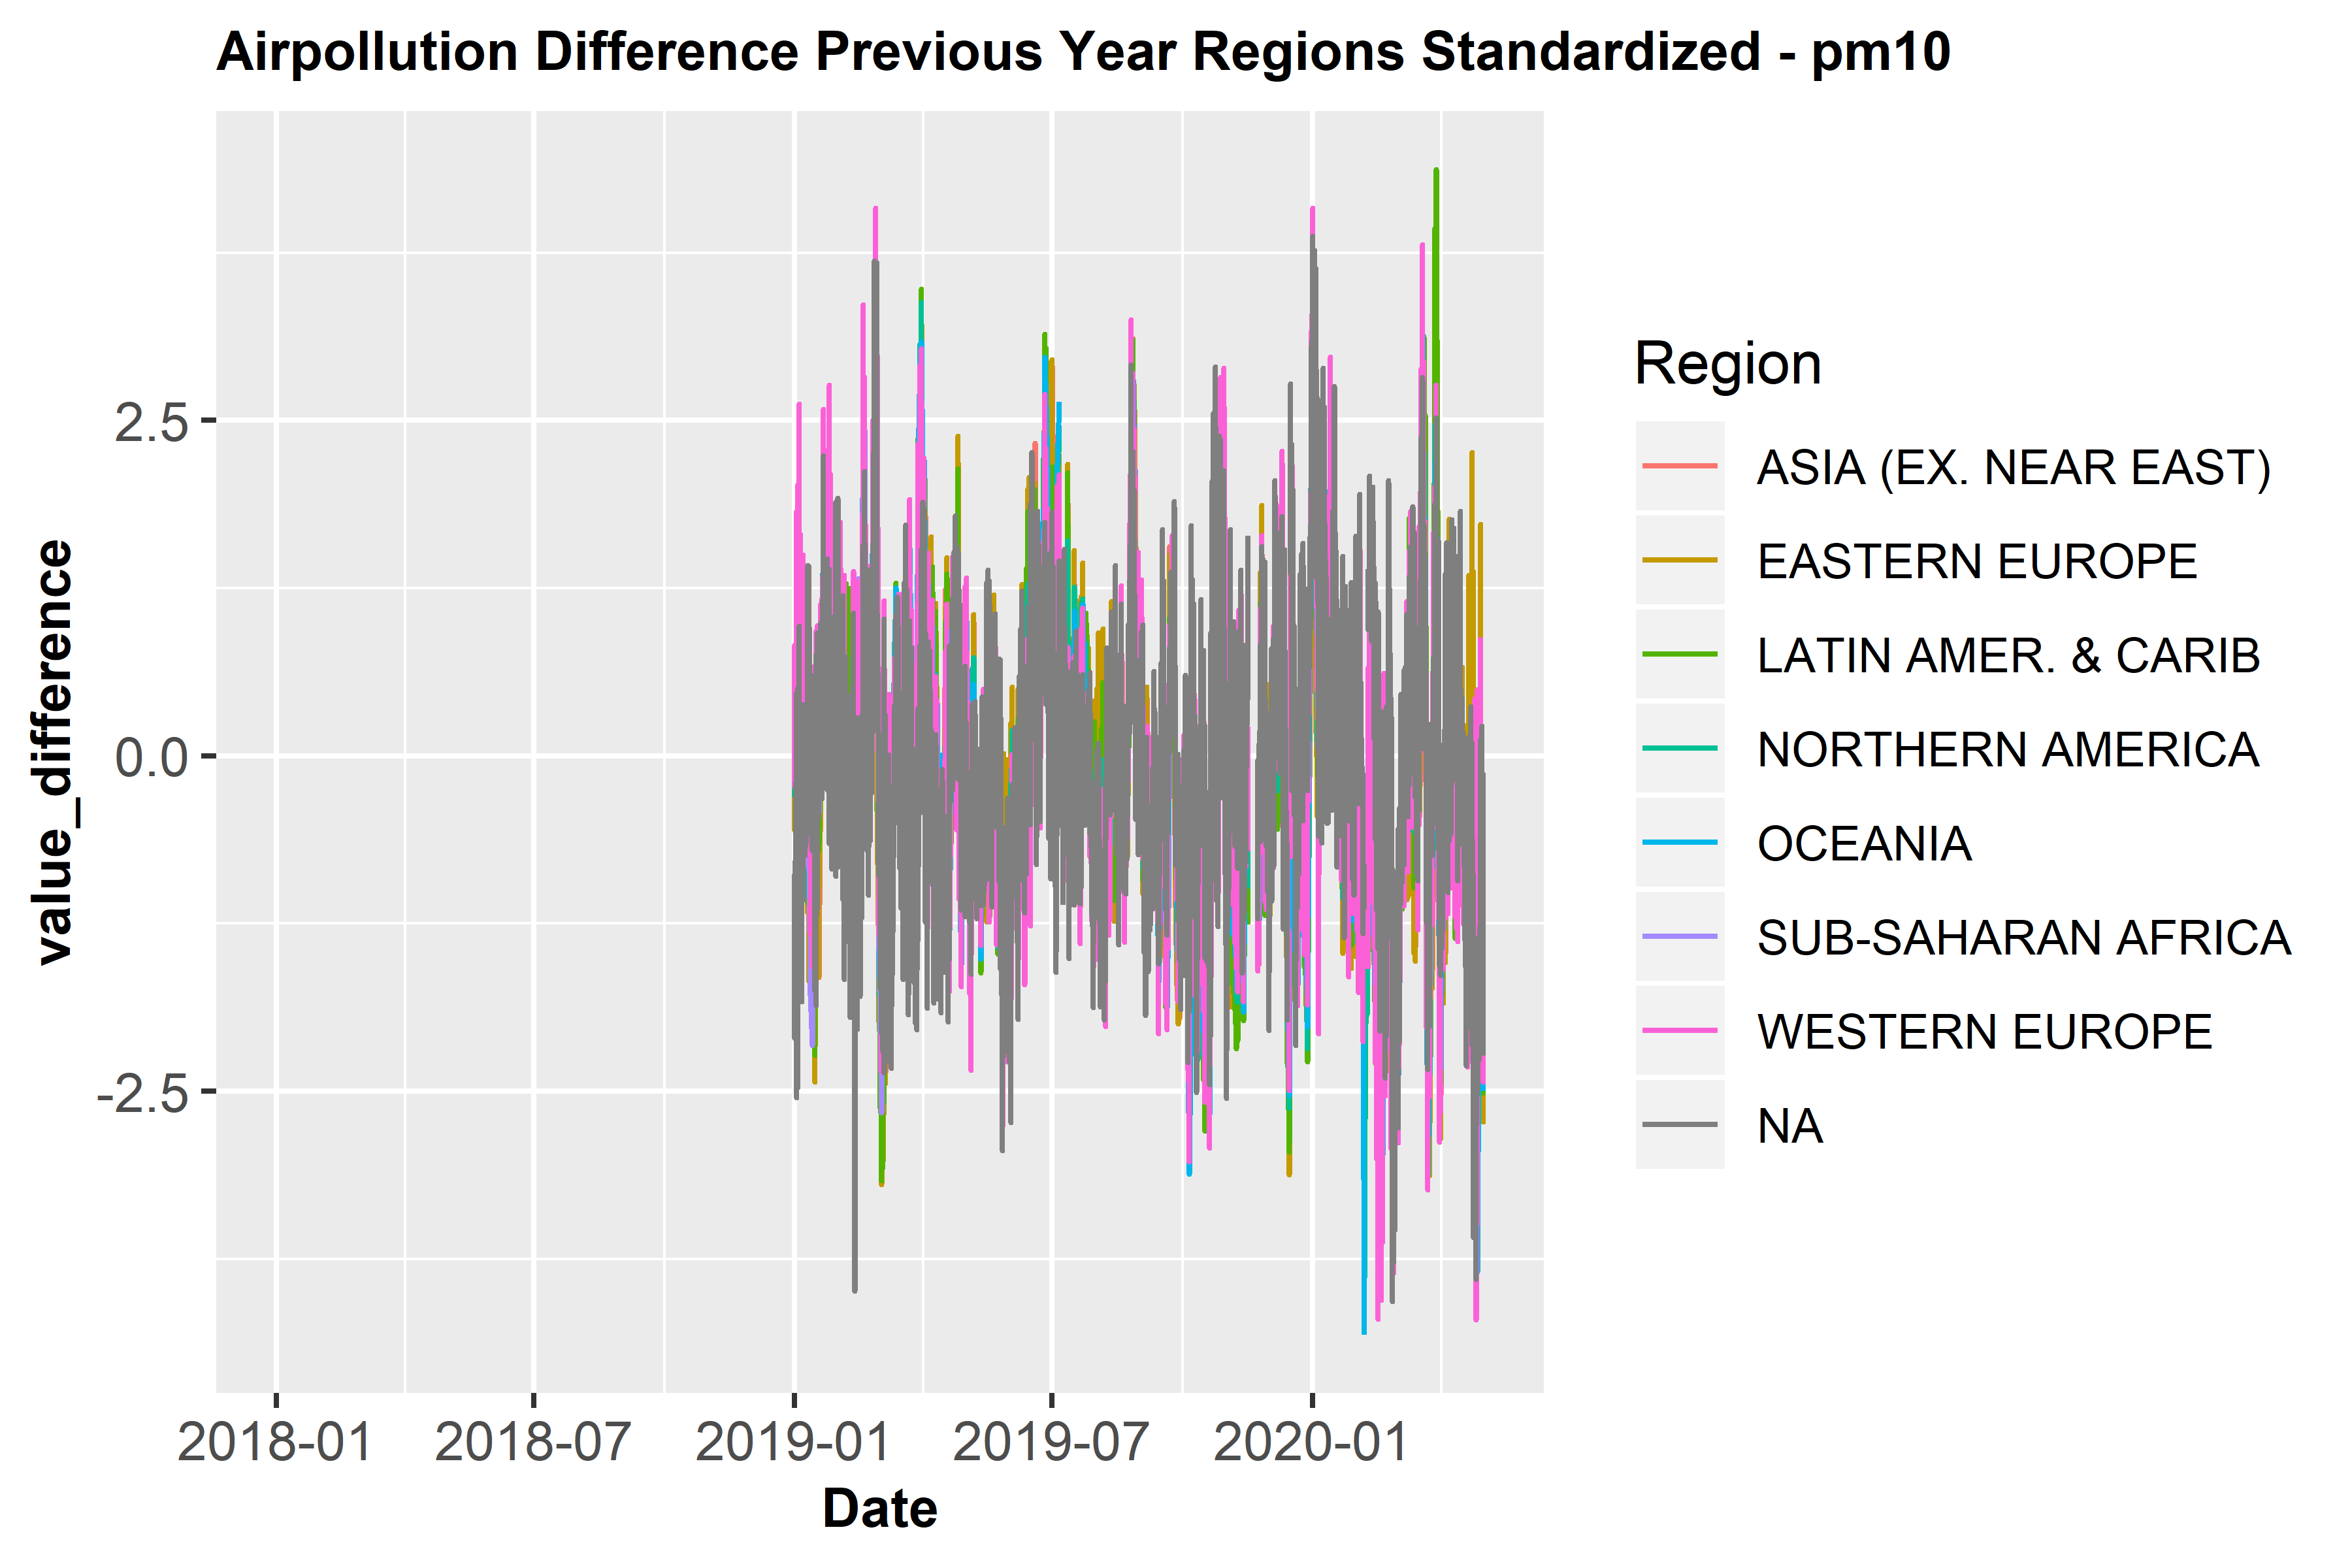 Airpollution Difference Previous Year Regions Standardized - pm10
value_difference
2.5
0.0
-2.5
2018-01
2018-07
2019-01
2019-07
2020-01
Date
Region
ASIA (EX. NEAR EAST)
EASTERN EUROPE
LATIN AMER. & CARIB
NORTHERN AMERICA
OCEANIA
SUB-SAHARAN AFRICA
WESTERN EUROPE
NA